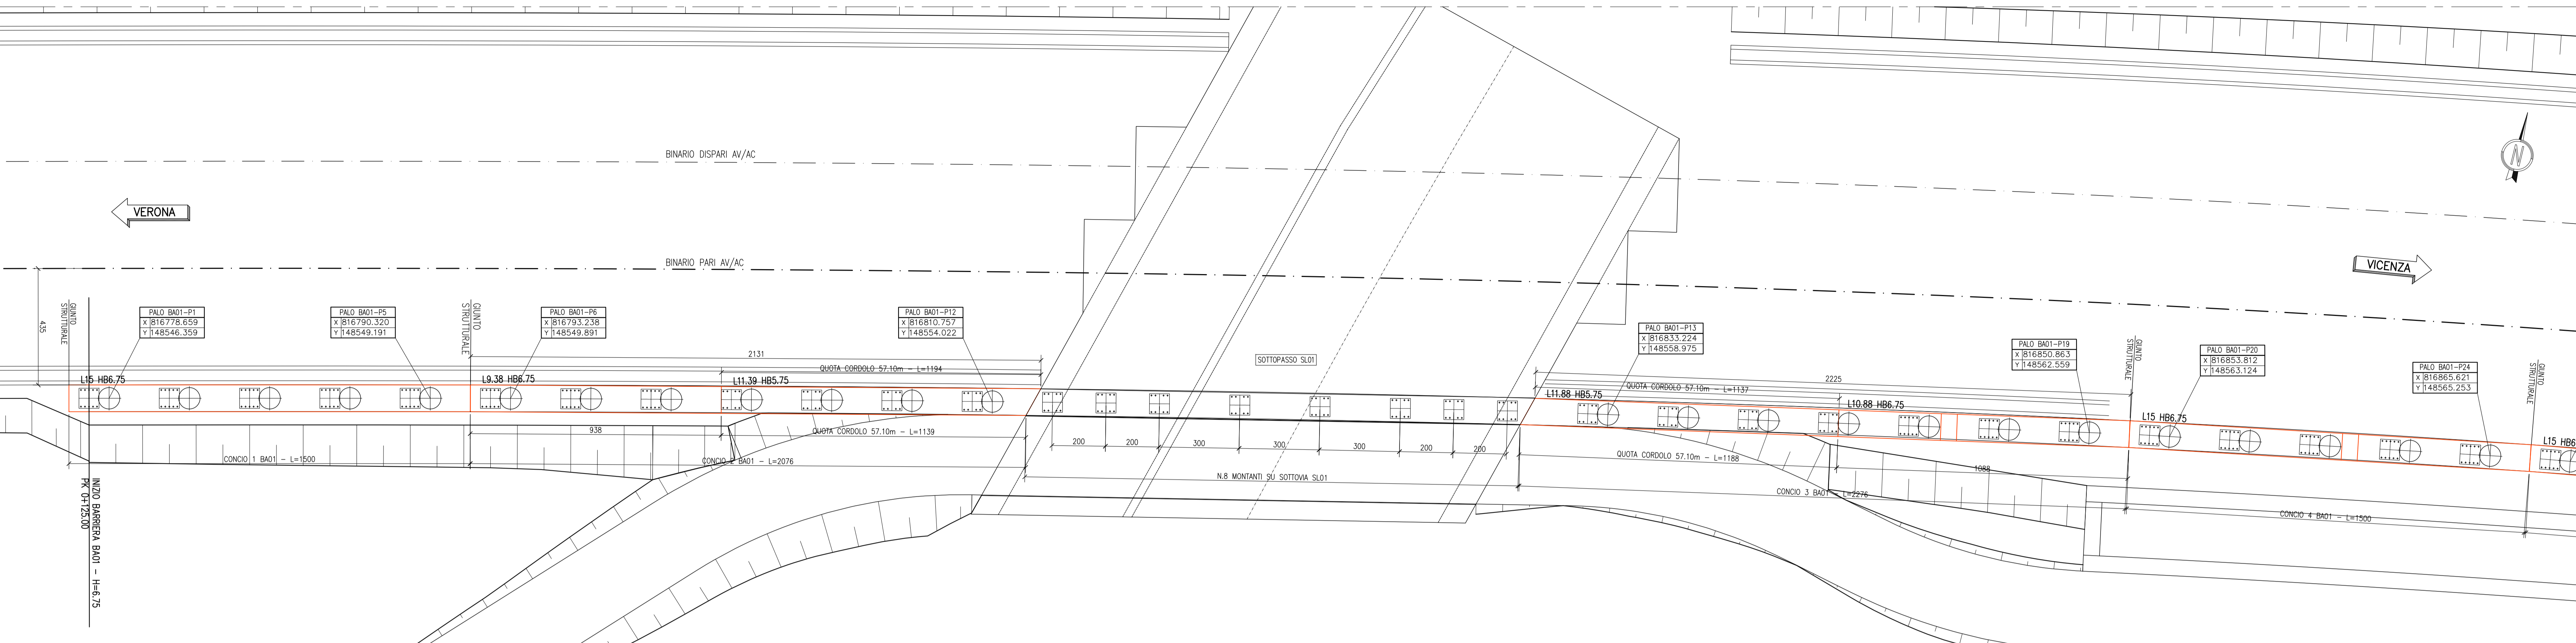 BINARIO DISPARI AV/AC
N
VERONA
BINARIO PARI AV/AC
VICENZA
435
GIUNTO
STRUTTURALE
PALO BA01-P1
X 816778.659
Y 148546.359
PALO BA01-P5
X 816790.320
Y 148549.191
GIUNTO
STRUTTURALE
PALO BA01-P6
X 816793.238
Y 148549.891
PALO BA01-P12
X 816810.757
Y 148554.022
SOTTOPASSO SL01
PALO BA01-P13
X 816833.224
Y 148558.975
PALO BA01-P19
X 816850.863
Y 148562.559
GIUNTO
STRUTTURALE
PALO BA01-P20
X 816853.812
Y 148563.124
PALO BA01-P24
X 816865.621
Y 148565.253
GIUNTO
STRUTTURALE
2131
QUOTA CORDOLO 57.10m - L=1194
2225
QUOTA CORDOLO 57.10m - L=1137
L15 HB6.75
L9.38 HB6.75
L11.39 HB5.75
L11.88 HB5.75
L10.88 HB6.75
L15 HB6.75
L15 HB6
938
QUOTA CORDOLO 57.10m - L=1139
200
200
300
300
300
200
200
QUOTA CORDOLO 57.10m - L=1188
1088
CONCIO 1 BA01 - L=1500
CONCIO 2 BA01 - L=2076
N.8 MONTANTI SU SOTTOVIA SL01
CONCIO 3 BA01 - L=2276
CONCIO 4 BA01 - L=1500
INIZIO BARRIERA BA01 - H=6.75
PK 0+125.00